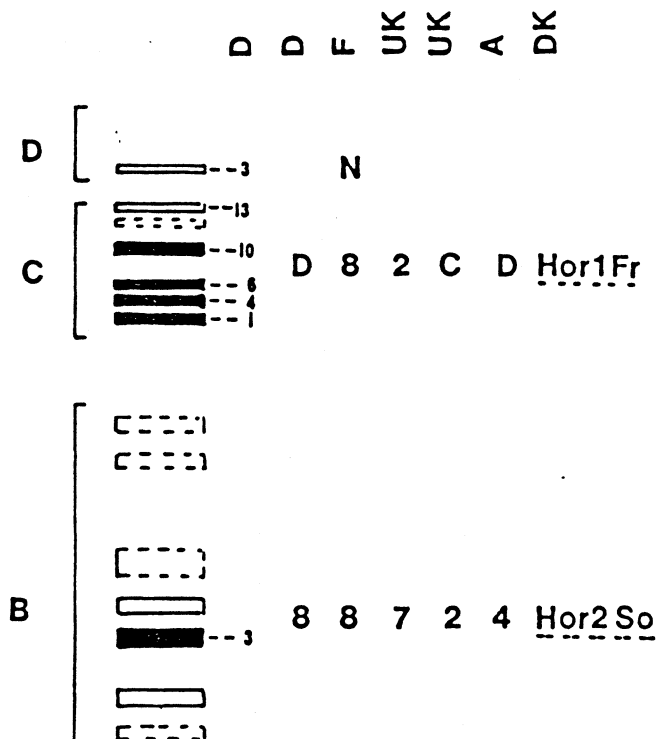 D D F UK UK A DK
D
--3 N
--13
--10
C D 8 2 C D Hor1Fr
--6
--4
--1
B 8 8 7 2 4 Hor2So
--3